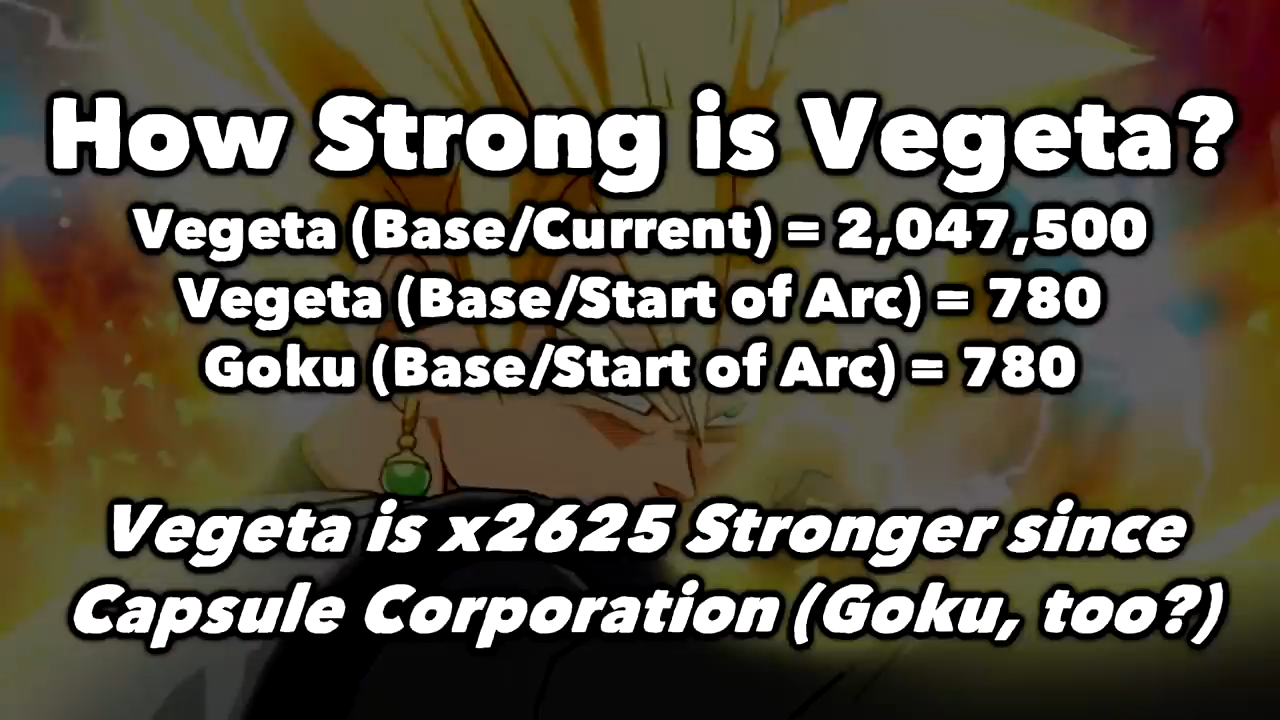 How Strong is Vegeta?
Vegeta (Base/Current) = 2,047,500
Vegeta (Base/Start of Arc) = 780
Goku (Base/Start of Arc) = 780
Vegeta is x2625 Stronger since
Capsule Corporation (Goku, too?)